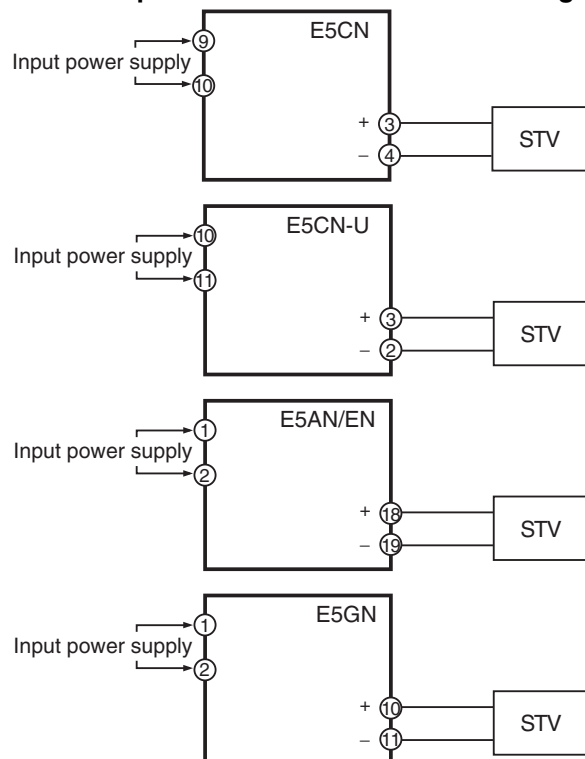 E5CN
9
Input power supply
10
+ 3
− 4
STV
E5CN-U
10
Input power supply
11
+ 3
− 2
STV
E5AN/EN
1
Input power supply
2
+ 18
− 19
STV
E5GN
1
Input power supply
2
+ 10
− 11
STV